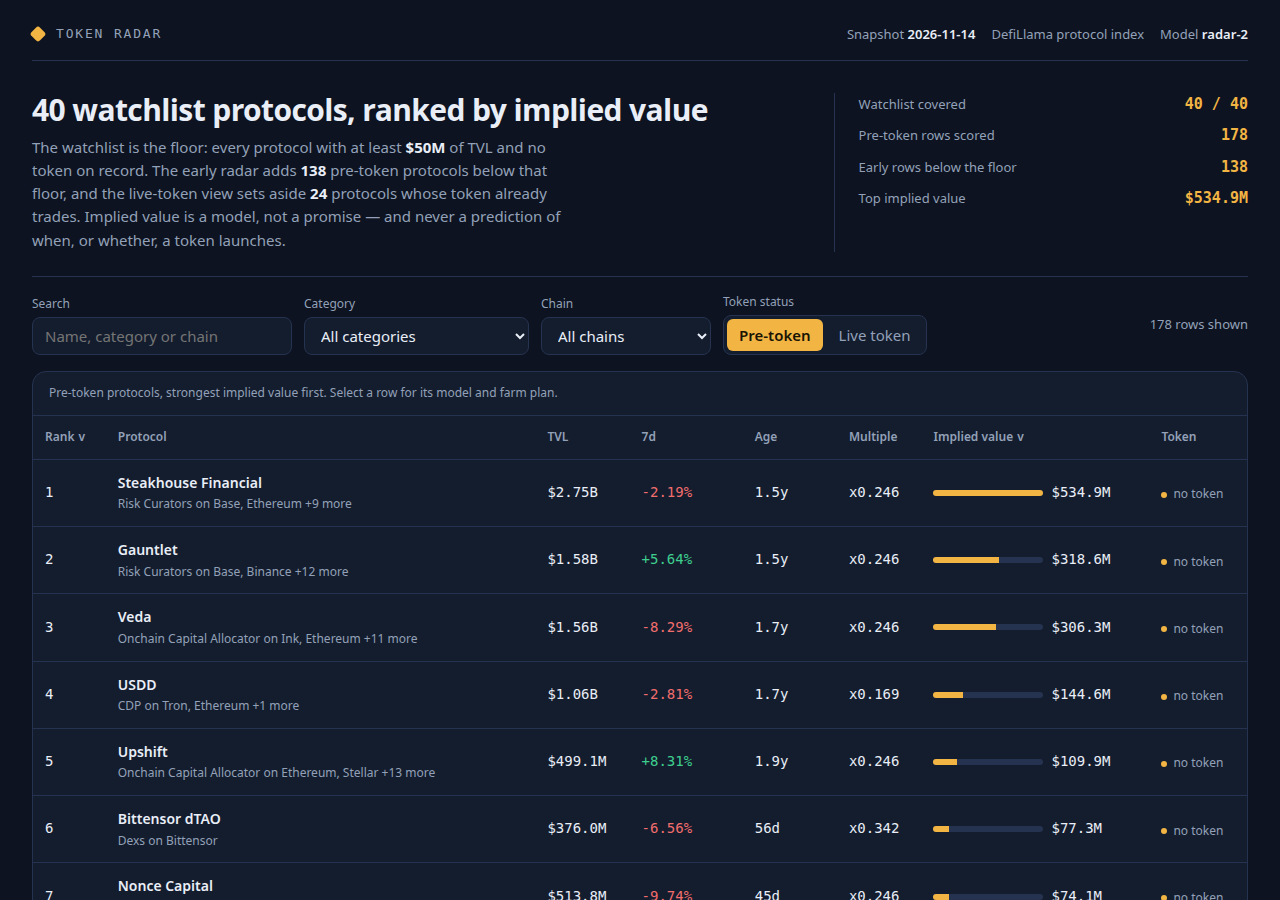 TOKEN RADAR
Snapshot 2026-11-14 DefiLlama protocol index Model radar-2
40 watchlist protocols, ranked by implied value
The watchlist is the floor: every protocol with at least $50M of TVL and no
token on record. The early radar adds 138 pre-token protocols below that
floor, and the live-token view sets aside 24 protocols whose token already
trades. Implied value is a model, not a promise — and never a prediction of
when, or whether, a token launches.
Watchlist covered 40 / 40
Pre-token rows scored 178
Early rows below the floor 138
Top implied value $534.9M
Search Category Chain Token status
Name, category or chain All categories All chains Pre-token Live token
178 rows shown
Pre-token protocols, strongest implied value first. Select a row for its model and farm plan.
Rank v Protocol TVL 7d Age Multiple Implied value v Token
1 Steakhouse Financial $2.75B -2.19% 1.5y x0.246 $534.9M no token
Risk Curators on Base, Ethereum +9 more
2 Gauntlet $1.58B +5.64% 1.5y x0.246 $318.6M no token
Risk Curators on Base, Binance +12 more
3 Veda $1.56B -8.29% 1.7y x0.246 $306.3M no token
Onchain Capital Allocator on Ink, Ethereum +11 more
4 USDD $1.06B -2.81% 1.7y x0.169 $144.6M no token
CDP on Tron, Ethereum +1 more
5 Upshift $499.1M +8.31% 1.9y x0.246 $109.9M no token
Onchain Capital Allocator on Ethereum, Stellar +13 more
6 Bittensor dTAO $376.0M -6.56% 56d x0.342 $77.3M no token
Dexs on Bittensor
7 Nonce Capital $513.8M -9.74% 45d x0.246 $74.1M no token